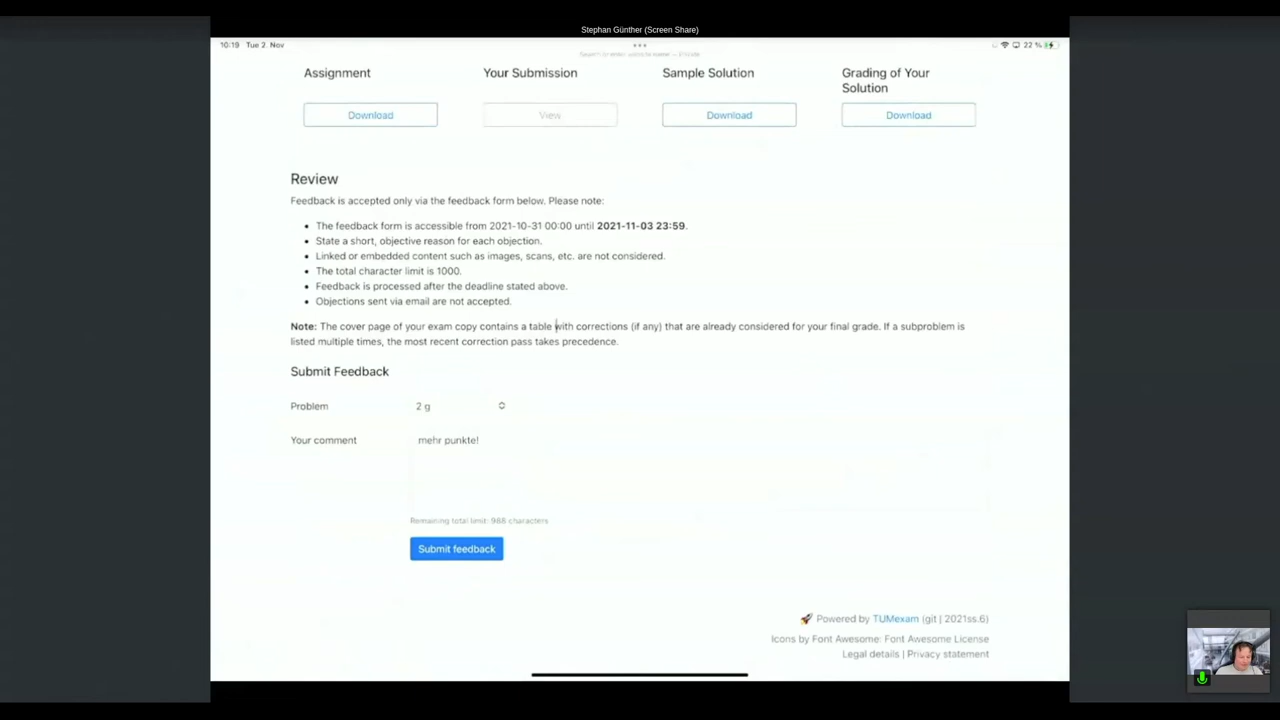 Stephan Günther (Screen Share)
10:19 Tue 2. Nov
22 %
Assignment
Your Submission
Sample Solution
Grading of Your
Solution
Download
View
Download
Download
Review
Feedback is accepted only via the feedback form below. Please note:
• The feedback form is accessible from 2021-10-31 00:00 until 2021-11-03 23:59.
• State a short, objective reason for each objection.
• Linked or embedded content such as images, scans, etc. are not considered.
• The total character limit is 1000.
• Feedback is processed after the deadline stated above.
• Objections sent via email are not accepted.
Note: The cover page of your exam copy contains a table with corrections (if any) that are already considered for your final grade. If a subproblem is
listed multiple times, the most recent correction pass takes precedence.
Submit Feedback
Problem 2 g
Your comment mehr punkte!
Remaining total limit: 988 characters
Submit feedback
🚀 Powered by TUMexam (git | 2021ss.6)
Icons by Font Awesome: Font Awesome License
Legal details | Privacy statement